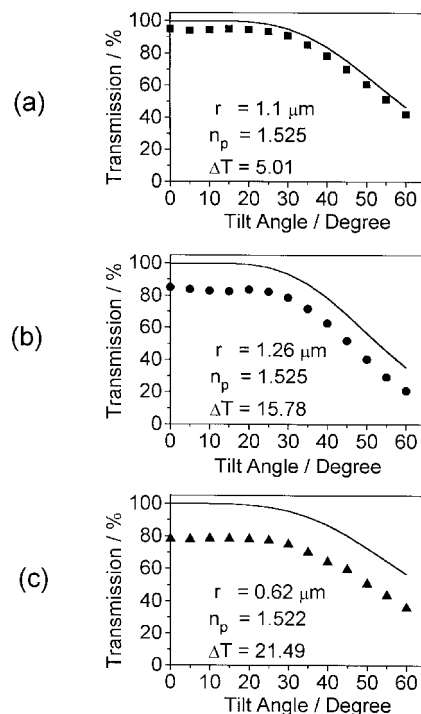 (a)
Transmission / %
100
80
60
40
20
0
r = 1.1 μm
n_p = 1.525
ΔT = 5.01
0 10 20 30 40 50 60
Tilt Angle / Degree
(b)
Transmission / %
100
80
60
40
20
0
r = 1.26 μm
n_p = 1.525
ΔT = 15.78
0 10 20 30 40 50 60
Tilt Angle / Degree
(c)
Transmission / %
100
80
60
40
20
0
r = 0.62 μm
n_p = 1.522
ΔT = 21.49
0 10 20 30 40 50 60
Tilt Angle / Degree